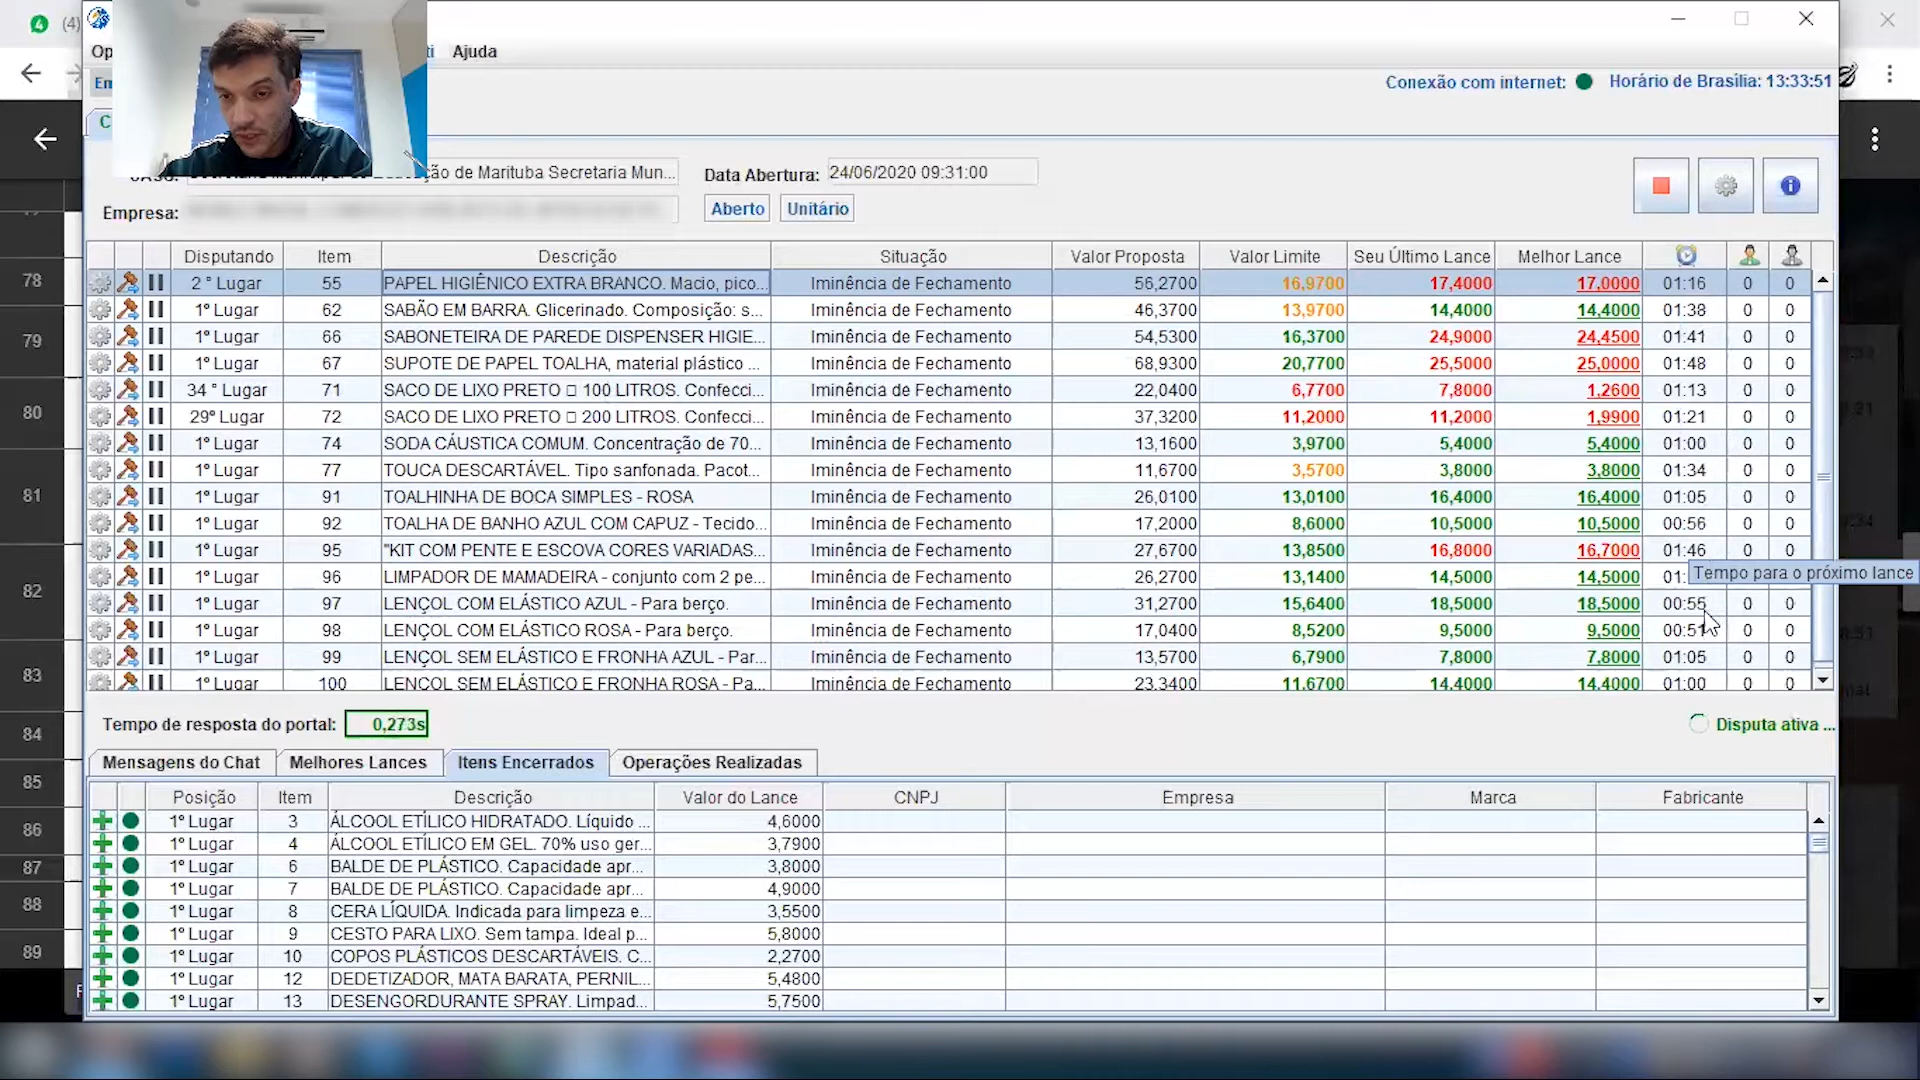 (4)
Op
ti
Ajuda
Em
Conexão com internet:
Horário de Brasília: 13:33:51
C
ção de Marituba Secretaria Mun...
Data Abertura: 24/06/2020 09:31:00
Empresa:
Aberto Unitário
Disputando Item Descrição Situação Valor Proposta Valor Limite Seu Último Lance Melhor Lance
2 ° Lugar 55 PAPEL HIGIÊNICO EXTRA BRANCO. Macio, pico... Iminência de Fechamento 56,2700 16,9700 17,4000 17,0000 01:16 0 0
1º Lugar 62 SABÃO EM BARRA. Glicerinado. Composição: s... Iminência de Fechamento 46,3700 13,9700 14,4000 14,4000 01:38 0 0
1º Lugar 66 SABONETEIRA DE PAREDE DISPENSER HIGIE... Iminência de Fechamento 54,5300 16,3700 24,9000 24,4500 01:41 0 0
1º Lugar 67 SUPOTE DE PAPEL TOALHA, material plástico ... Iminência de Fechamento 68,9300 20,7700 25,5000 25,0000 01:48 0 0
34 ° Lugar 71 SACO DE LIXO PRETO 100 LITROS. Confecci... Iminência de Fechamento 22,0400 6,7700 7,8000 1,2600 01:13 0 0
29º Lugar 72 SACO DE LIXO PRETO 200 LITROS. Confecci... Iminência de Fechamento 37,3200 11,2000 11,2000 1,9900 01:21 0 0
1º Lugar 74 SODA CÁUSTICA COMUM. Concentração de 70... Iminência de Fechamento 13,1600 3,9700 5,4000 5,4000 01:00 0 0
1º Lugar 77 TOUCA DESCARTÁVEL. Tipo sanfonada. Pacot... Iminência de Fechamento 11,6700 3,5700 3,8000 3,8000 01:34 0 0
1º Lugar 91 TOALHINHA DE BOCA SIMPLES - ROSA Iminência de Fechamento 26,0100 13,0100 16,4000 16,4000 01:05 0 0
1º Lugar 92 TOALHA DE BANHO AZUL COM CAPUZ - Tecido... Iminência de Fechamento 17,2000 8,6000 10,5000 10,5000 00:56 0 0
1º Lugar 95 "KIT COM PENTE E ESCOVA CORES VARIADAS... Iminência de Fechamento 27,6700 13,8500 16,8000 16,7000 01:46 0 0
1º Lugar 96 LIMPADOR DE MAMADEIRA - conjunto com 2 pe... Iminência de Fechamento 26,2700 13,1400 14,5000 14,5000 01:
Tempo para o próximo lance
1º Lugar 97 LENÇOL COM ELÁSTICO AZUL - Para berço. Iminência de Fechamento 31,2700 15,6400 18,5000 18,5000 00:55 0 0
1º Lugar 98 LENÇOL COM ELÁSTICO ROSA - Para berço. Iminência de Fechamento 17,0400 8,5200 9,5000 9,5000 00:51 0 0
1º Lugar 99 LENÇOL SEM ELÁSTICO E FRONHA AZUL - Par... Iminência de Fechamento 13,5700 6,7900 7,8000 7,8000 01:05 0 0
1º Lugar 100 LENÇOL SEM ELÁSTICO E FRONHA ROSA - Pa... Iminência de Fechamento 23,3400 11,6700 14,4000 14,4000 01:00 0 0
Tempo de resposta do portal: 0,273s
Disputa ativa ...
Mensagens do Chat Melhores Lances Itens Encerrados Operações Realizadas
Posição Item Descrição Valor do Lance CNPJ Empresa Marca Fabricante
1º Lugar 3 ÁLCOOL ETÍLICO HIDRATADO. Líquido ... 4,6000
1º Lugar 4 ÁLCOOL ETÍLICO EM GEL. 70% uso ger... 3,7900
1º Lugar 6 BALDE DE PLÁSTICO. Capacidade apr... 3,8000
1º Lugar 7 BALDE DE PLÁSTICO. Capacidade apr... 4,9000
1º Lugar 8 CERA LÍQUIDA. Indicada para limpeza e... 3,5500
1º Lugar 9 CESTO PARA LIXO. Sem tampa. Ideal p... 5,8000
1º Lugar 10 COPOS PLÁSTICOS DESCARTÁVEIS. C... 2,2700
1º Lugar 12 DEDETIZADOR, MATA BARATA, PERNIL... 5,4800
1º Lugar 13 DESENGORDURANTE SPRAY. Limpad... 5,7500
78
79
80
81
82
83
84
85
86
87
88
89